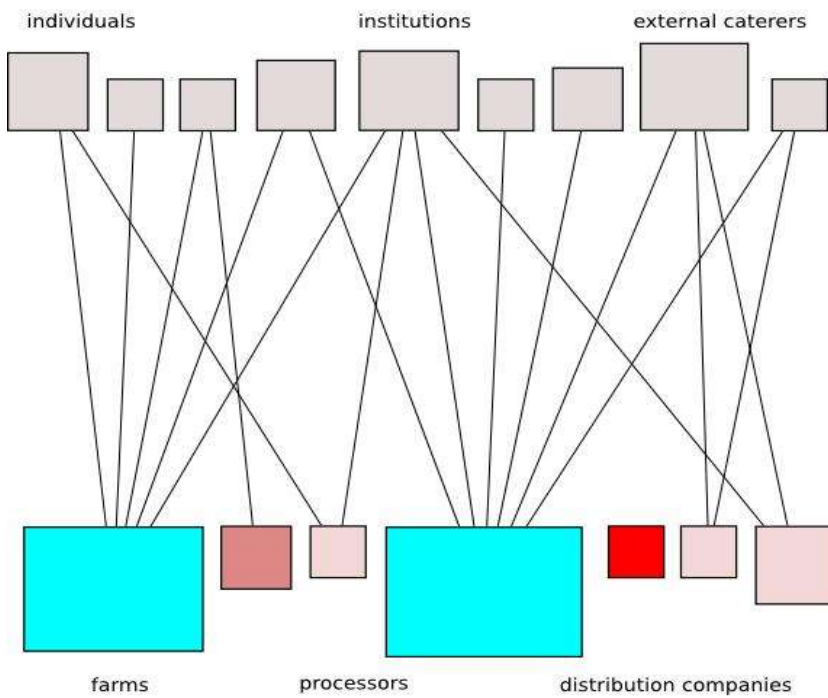 individuals
institutions
external caterers
farms
processors
distribution companies